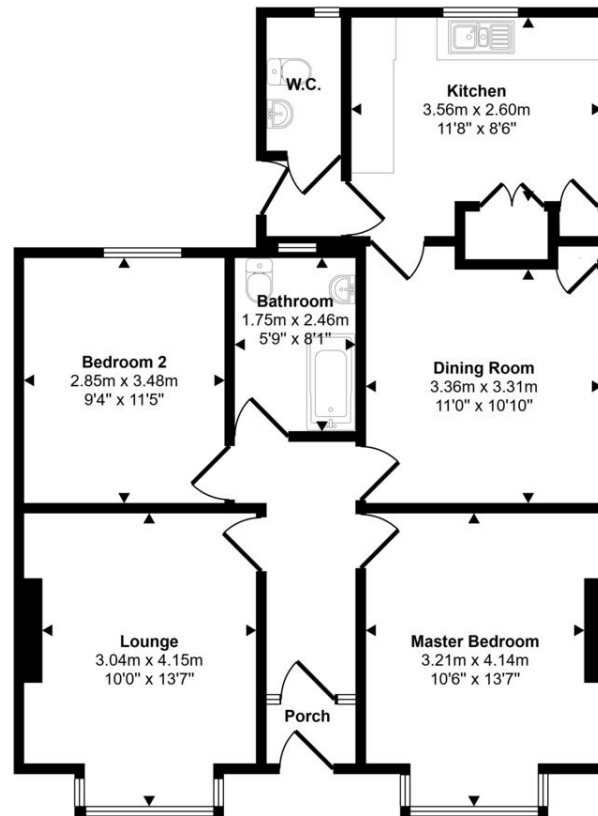 W.C.
Kitchen
3.56m x 2.60m
11'8" x 8'6"
Bathroom
1.75m x 2.46m
5'9" x 8'1"
Bedroom 2
2.85m x 3.48m
9'4" x 11'5"
Dining Room
3.36m x 3.31m
11'0" x 10'10"
Lounge
3.04m x 4.15m
10'0" x 13'7"
Master Bedroom
3.21m x 4.14m
10'6" x 13'7"
Porch